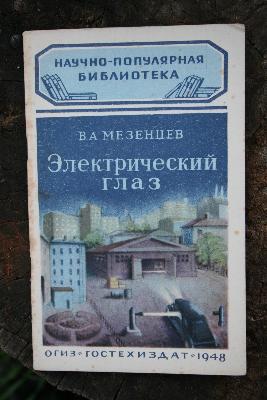 НАУЧНО-ПОПУЛЯРНАЯ
БИБЛИОТЕКА
В.А. МЕЗЕНЦЕВ
Электрический
глаз
ОГИЗ • ГОСТЕХИЗДАТ • 1948